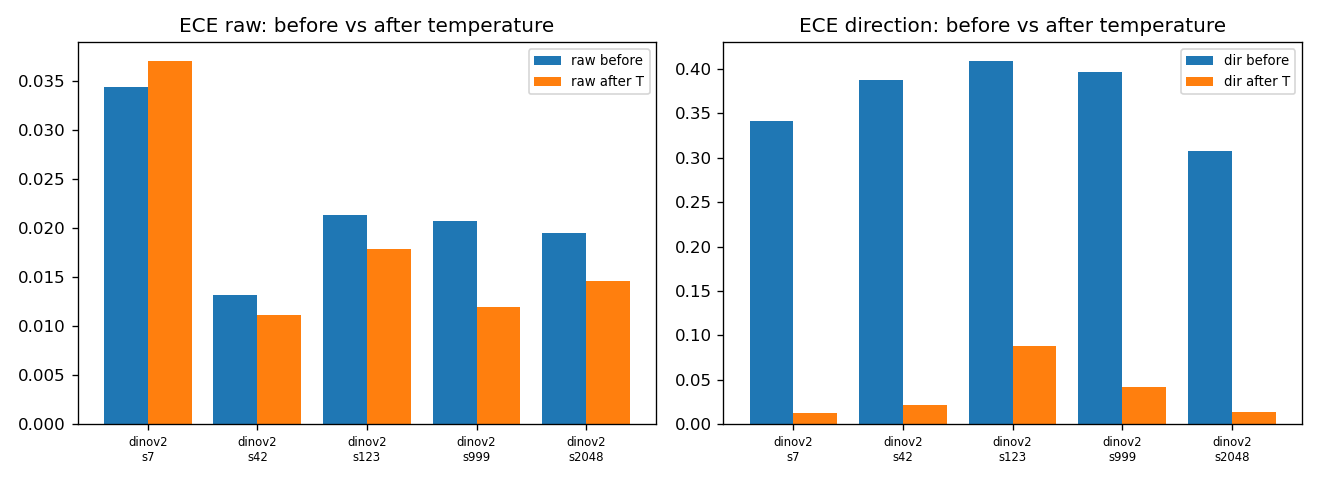 ECE raw: before vs after temperature
raw before
raw after T
0.035
0.030
0.025
0.020
0.015
0.010
0.005
0.000
dinov2
s7
dinov2
s42
dinov2
s123
dinov2
s999
dinov2
s2048
ECE direction: before vs after temperature
dir before
dir after T
0.40
0.35
0.30
0.25
0.20
0.15
0.10
0.05
0.00
dinov2
s7
dinov2
s42
dinov2
s123
dinov2
s999
dinov2
s2048